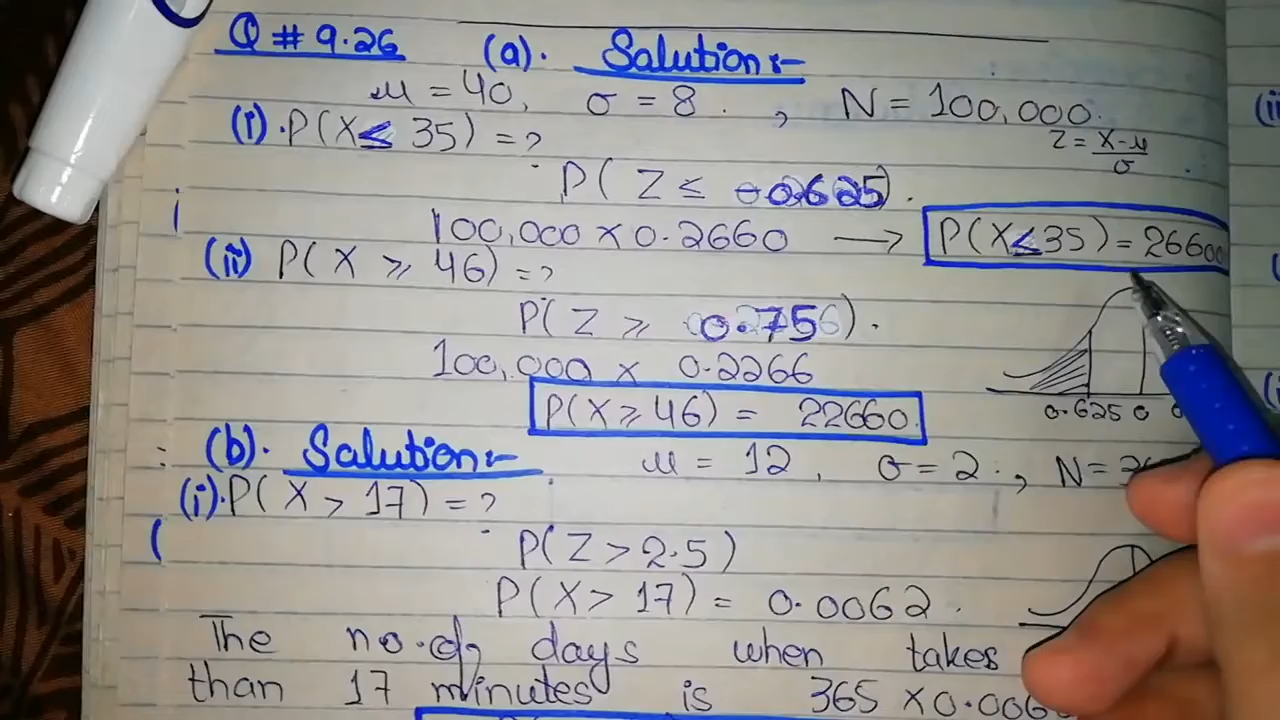 Q # 9.26 (a). Salution:-
μ = 40, σ = 8 , N = 100,000.
(i). P(X ≤ 35) = ?
Z = X-μ/σ
P( Z ≤ -0.625).
100,000 X 0.2660 → P(X≤35) = 26600
(ii) P( X ≥ 46) = ?
P( Z ≥ 0.75).
100,000 x 0.2266
P(X ≥ 46) = 22660.
0.625 0
(b). Salution:-
μ = 12, σ = 2 , N =
(i). P( X > 17) = ?
P(Z > 2.5)
P(X > 17) = 0.0062.
The no.of days when takes
than 17 minutes is 365 X 0.006